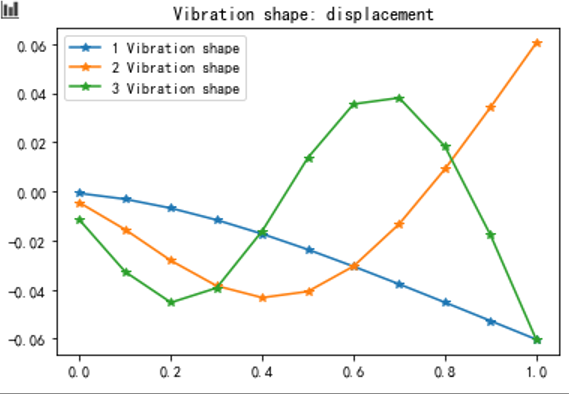 Vibration shape: displacement
1 Vibration shape
2 Vibration shape
3 Vibration shape
0.06
0.04
0.02
0.00
-0.02
-0.04
-0.06
0.0 0.2 0.4 0.6 0.8 1.0